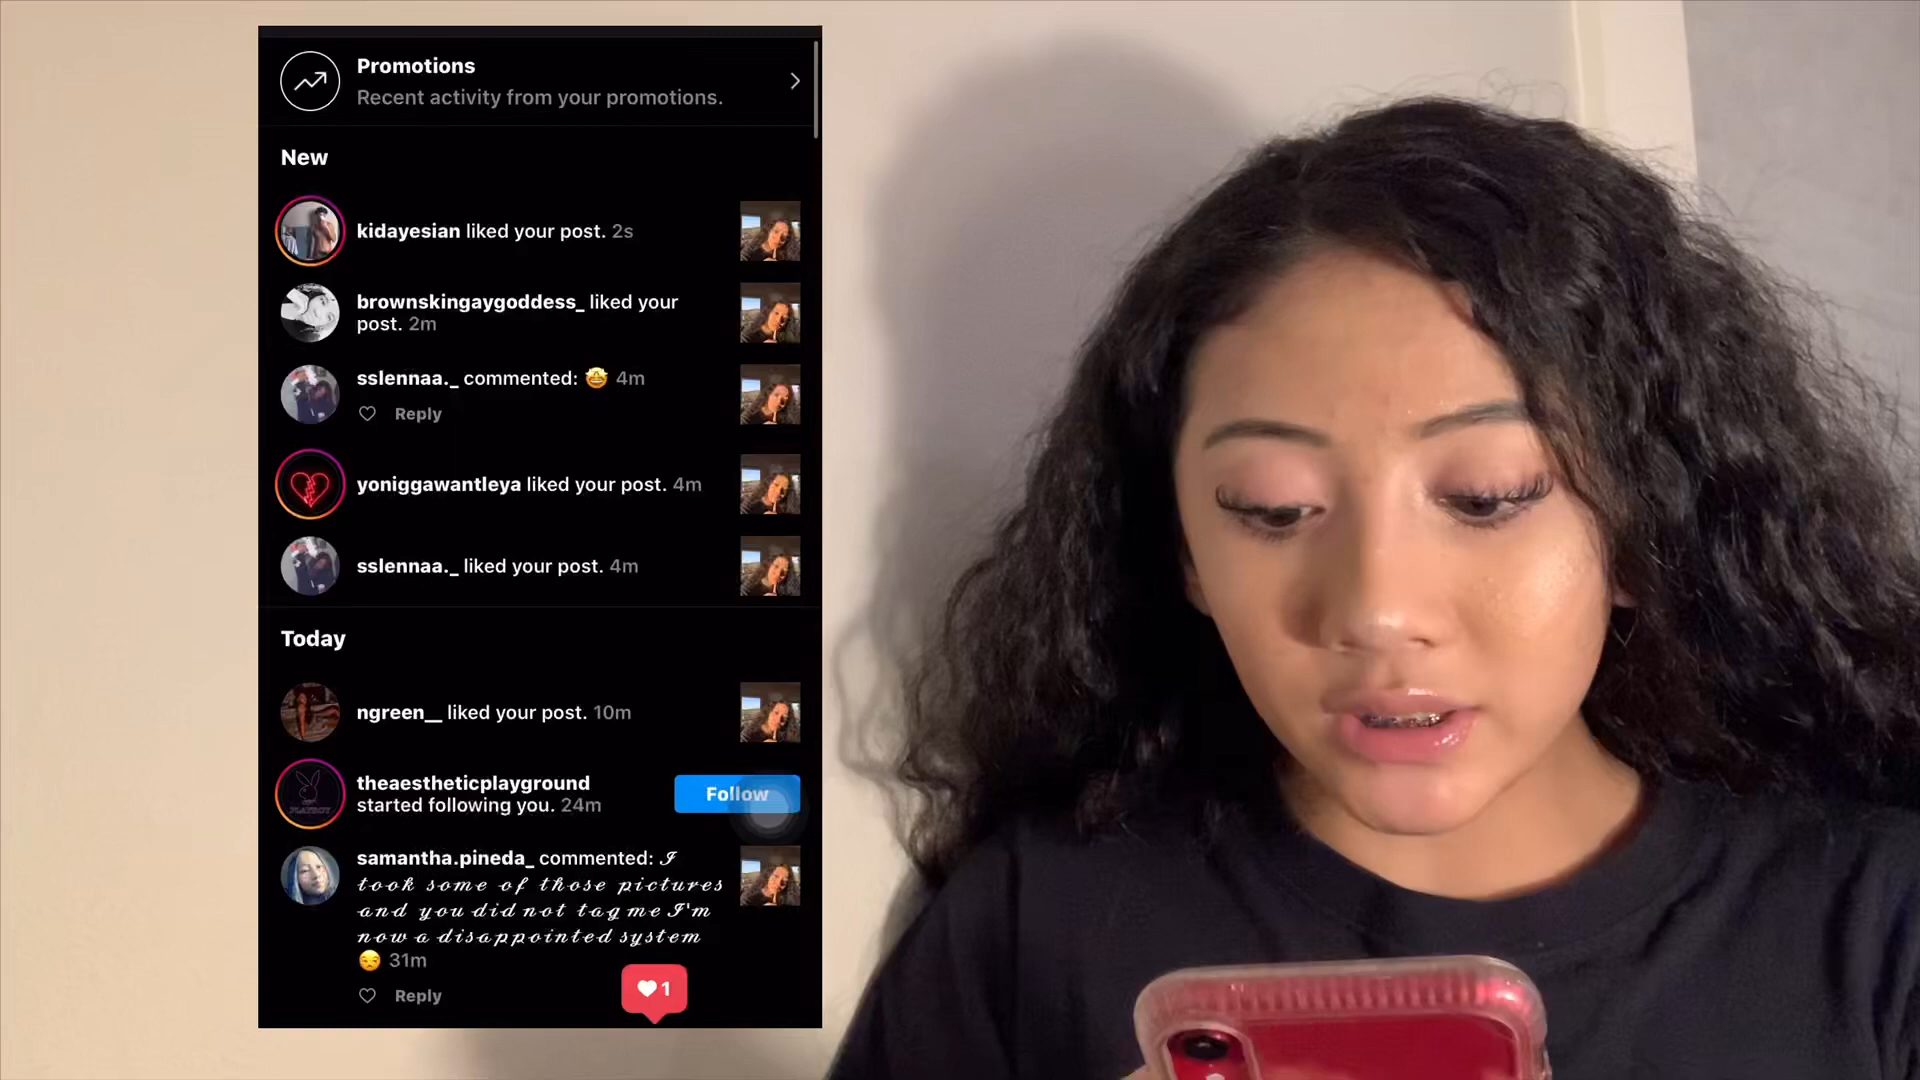 Promotions
Recent activity from your promotions.
New
kidayesian liked your post. 2s
brownskingaygoddess_ liked your
post. 2m
sslennaa._ commented: 🤩 4m
Reply
yoniggawantleya liked your post. 4m
sslennaa._ liked your post. 4m
Today
ngreen__ liked your post. 10m
theaestheticplayground
started following you. 24m
Follow
PLAYBOY
samantha.pineda_ commented: 𝓘
𝓽𝓸𝓸𝓴 𝓼𝓸𝓶𝓮 𝓸𝓯 𝓽𝓱𝓸𝓼𝓮 𝓹𝓲𝓬𝓽𝓾𝓻𝓮𝓼
𝓪𝓷𝓭 𝔂𝓸𝓾 𝓭𝓲𝓭 𝓷𝓸𝓽 𝓽𝓪𝓰 𝓶𝓮 𝓘'𝓶
𝓷𝓸𝔀 𝓪 𝓭𝓲𝓼𝓪𝓹𝓹𝓸𝓲𝓷𝓽𝓮𝓭 𝓼𝔂𝓼𝓽𝓮𝓶
😒 31m
Reply
1